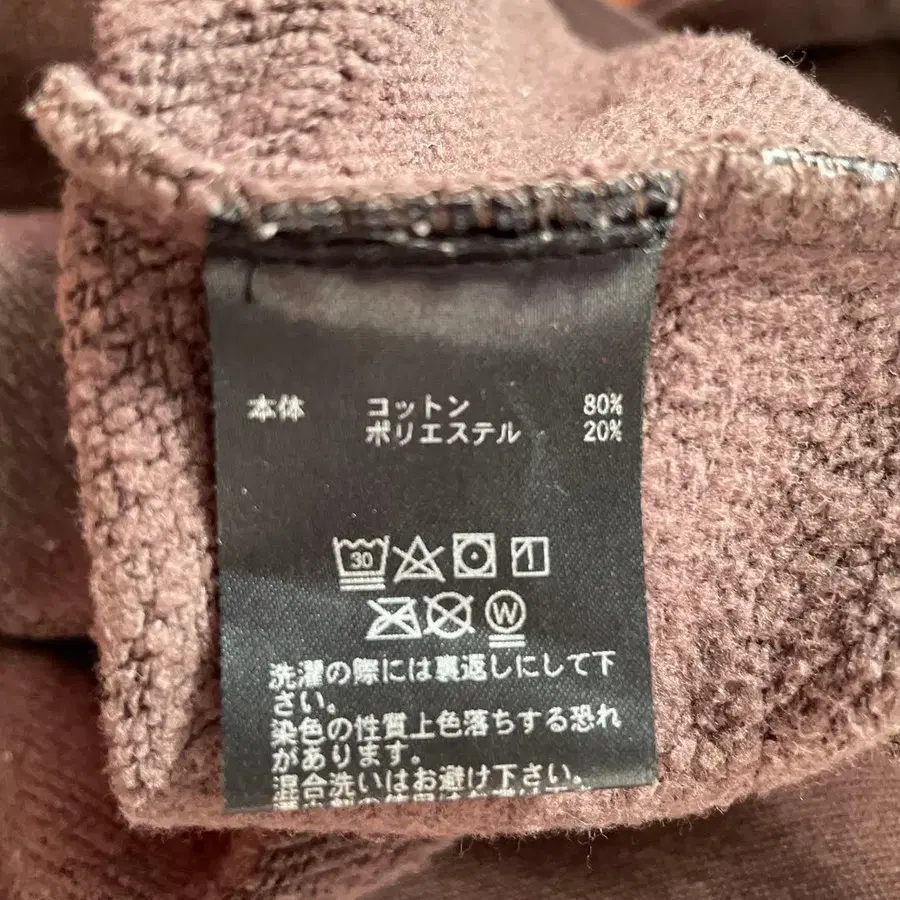 本体 コットン 80%
ポリエステル 20%
30
W
洗濯の際には裏返しにして下
さい。
染色の性質上色落ちする恐れ
があります。
混合洗いはお避け下さい。